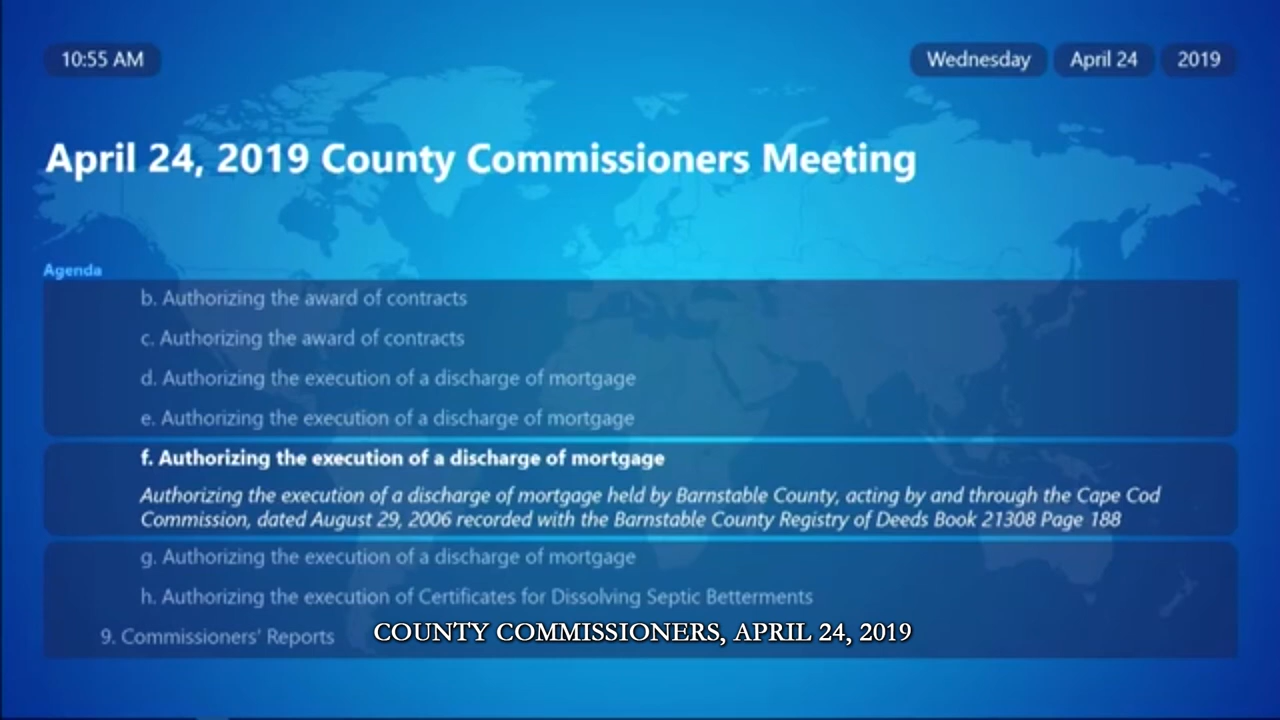 10:55 AM
Wednesday April 24 2019
April 24, 2019 County Commissioners Meeting
Agenda
b. Authorizing the award of contracts
c. Authorizing the award of contracts
d. Authorizing the execution of a discharge of mortgage
e. Authorizing the execution of a discharge of mortgage
f. Authorizing the execution of a discharge of mortgage
Authorizing the execution of a discharge of mortgage held by Barnstable County, acting by and through the Cape Cod
Commission, dated August 29, 2006 recorded with the Barnstable County Registry of Deeds Book 21308 Page 188
g. Authorizing the execution of a discharge of mortgage
h. Authorizing the execution of Certificates for Dissolving Septic Betterments
9. Commissioners' Reports
COUNTY COMMISSIONERS, APRIL 24, 2019